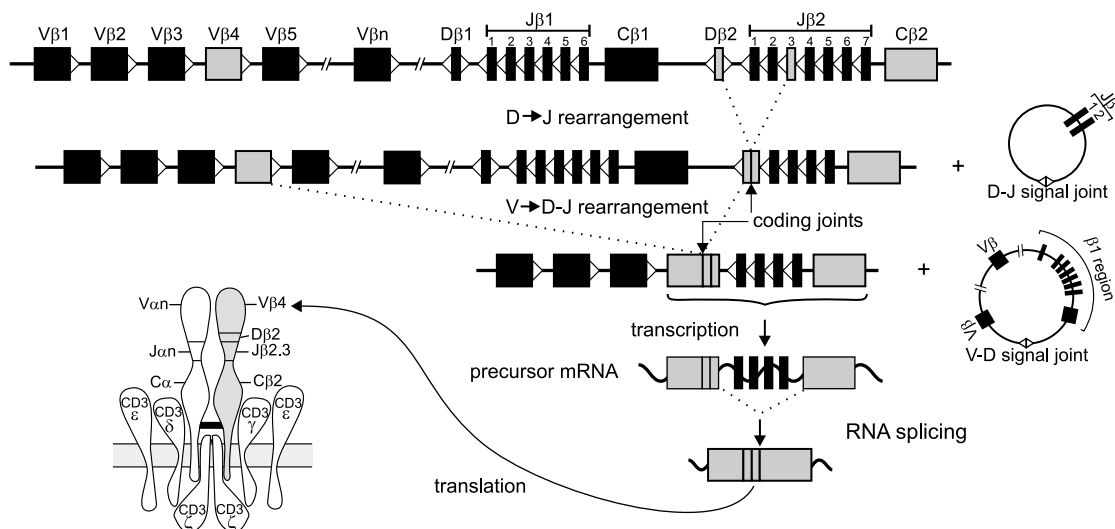 Jβ1 Jβ2
Vβ1 Vβ2 Vβ3 Vβ4 Vβ5 Vβn Dβ1 1 2 3 4 5 6 Cβ1 Dβ2 1 2 3 4 5 6 7 Cβ2
D→J rearrangement
Jβ
1 2
+
D-J signal joint
V→D-J rearrangement
coding joints
Vβ
β1 region
+
Vβ
V-D signal joint
Vαn Vβ4
Dβ2
Jαn Jβ2.3
Cα Cβ2
CD3 ε CD3 δ CD3 γ CD3 ε
CD3 ζ CD3 ζ
transcription
precursor mRNA
RNA splicing
translation